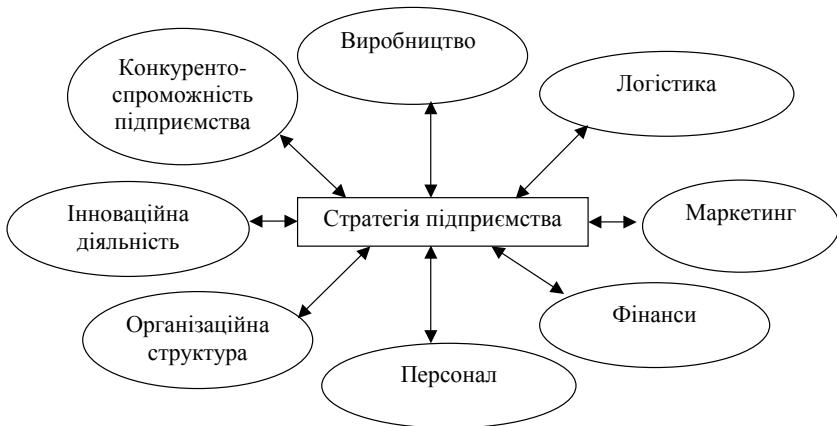 Виробництво
Конкуренто-
спроможність
підприємства
Логістика
Інноваційна
діяльність
Стратегія підприємства
Маркетинг
Організаційна
структура
Фінанси
Персонал